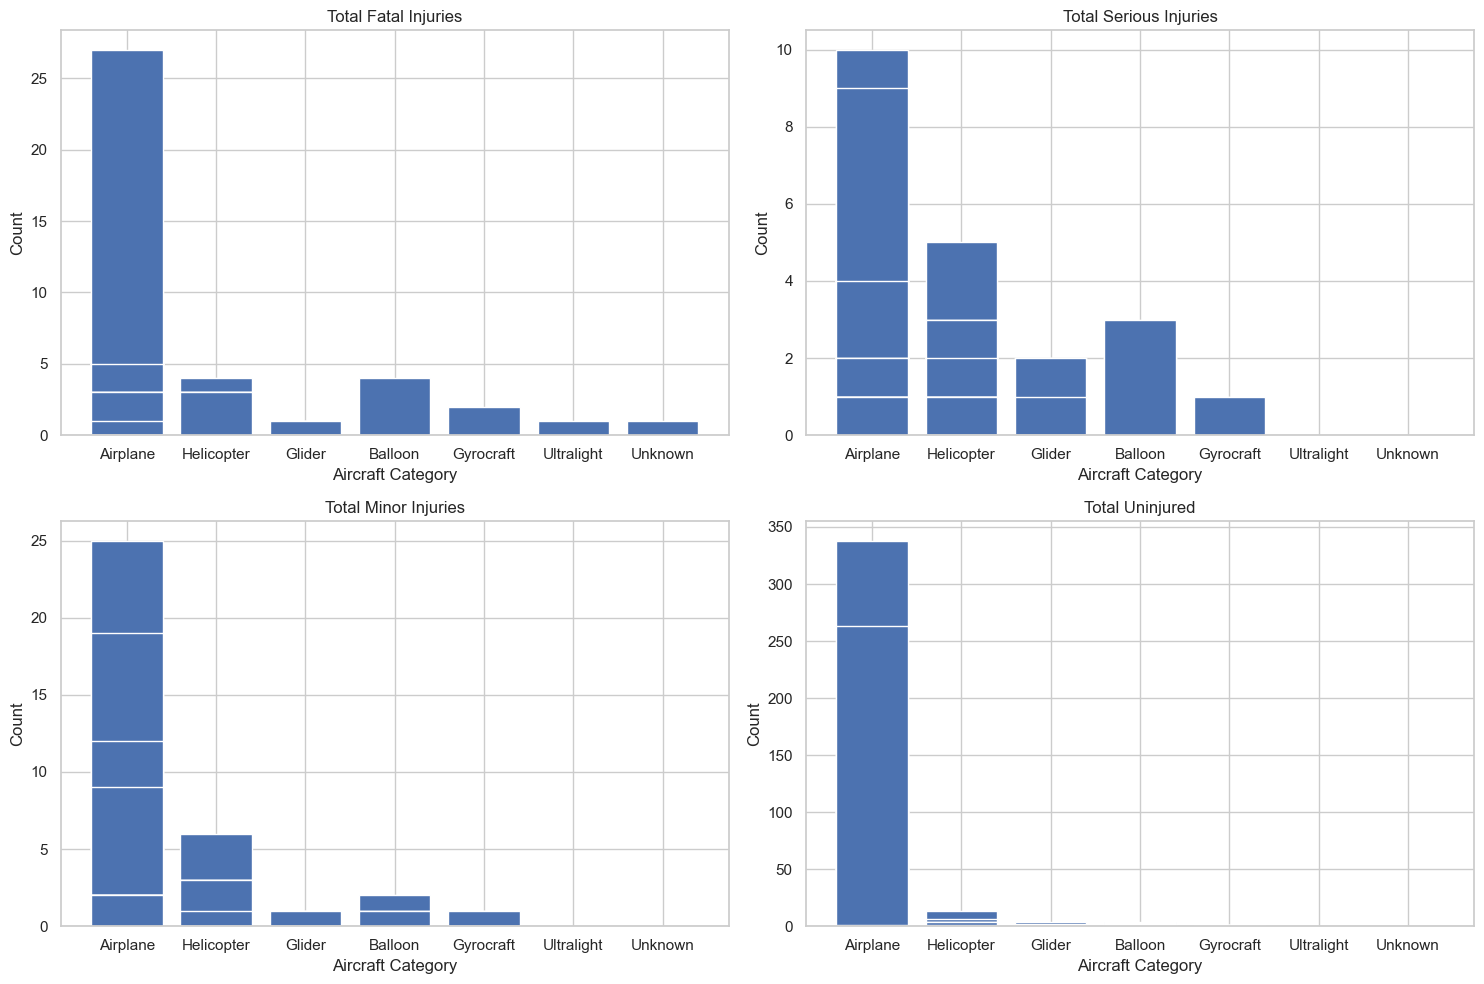 Total Fatal Injuries
25
20
15
10
5
0
Count
Airplane Helicopter Glider Balloon Gyrocraft Ultralight Unknown
Aircraft Category
Total Serious Injuries
10
8
6
4
2
0
Count
Airplane Helicopter Glider Balloon Gyrocraft Ultralight Unknown
Aircraft Category
Total Minor Injuries
25
20
15
10
5
0
Count
Airplane Helicopter Glider Balloon Gyrocraft Ultralight Unknown
Aircraft Category
Total Uninjured
350
300
250
200
150
100
50
0
Count
Airplane Helicopter Glider Balloon Gyrocraft Ultralight Unknown
Aircraft Category